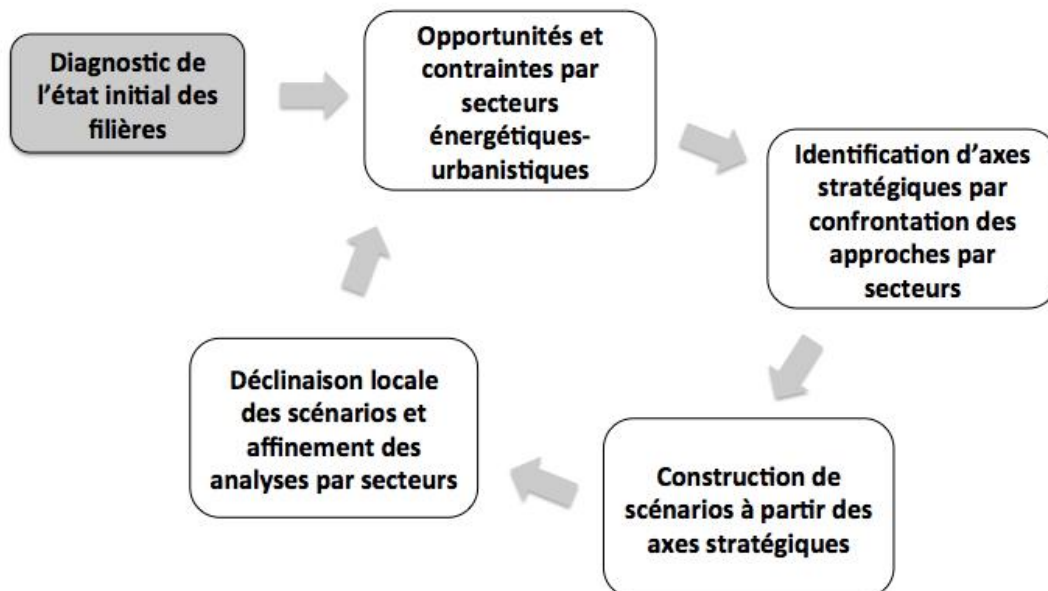 Diagnostic de
l’état initial des
filières
Opportunités et
contraintes par
secteurs
énergétiques-
urbanistiques
Identification d’axes
stratégiques par
confrontation des
approches par
secteurs
Construction de
scénarios à partir des
axes stratégiques
Déclinaison locale
des scénarios et
affinement des
analyses par secteurs